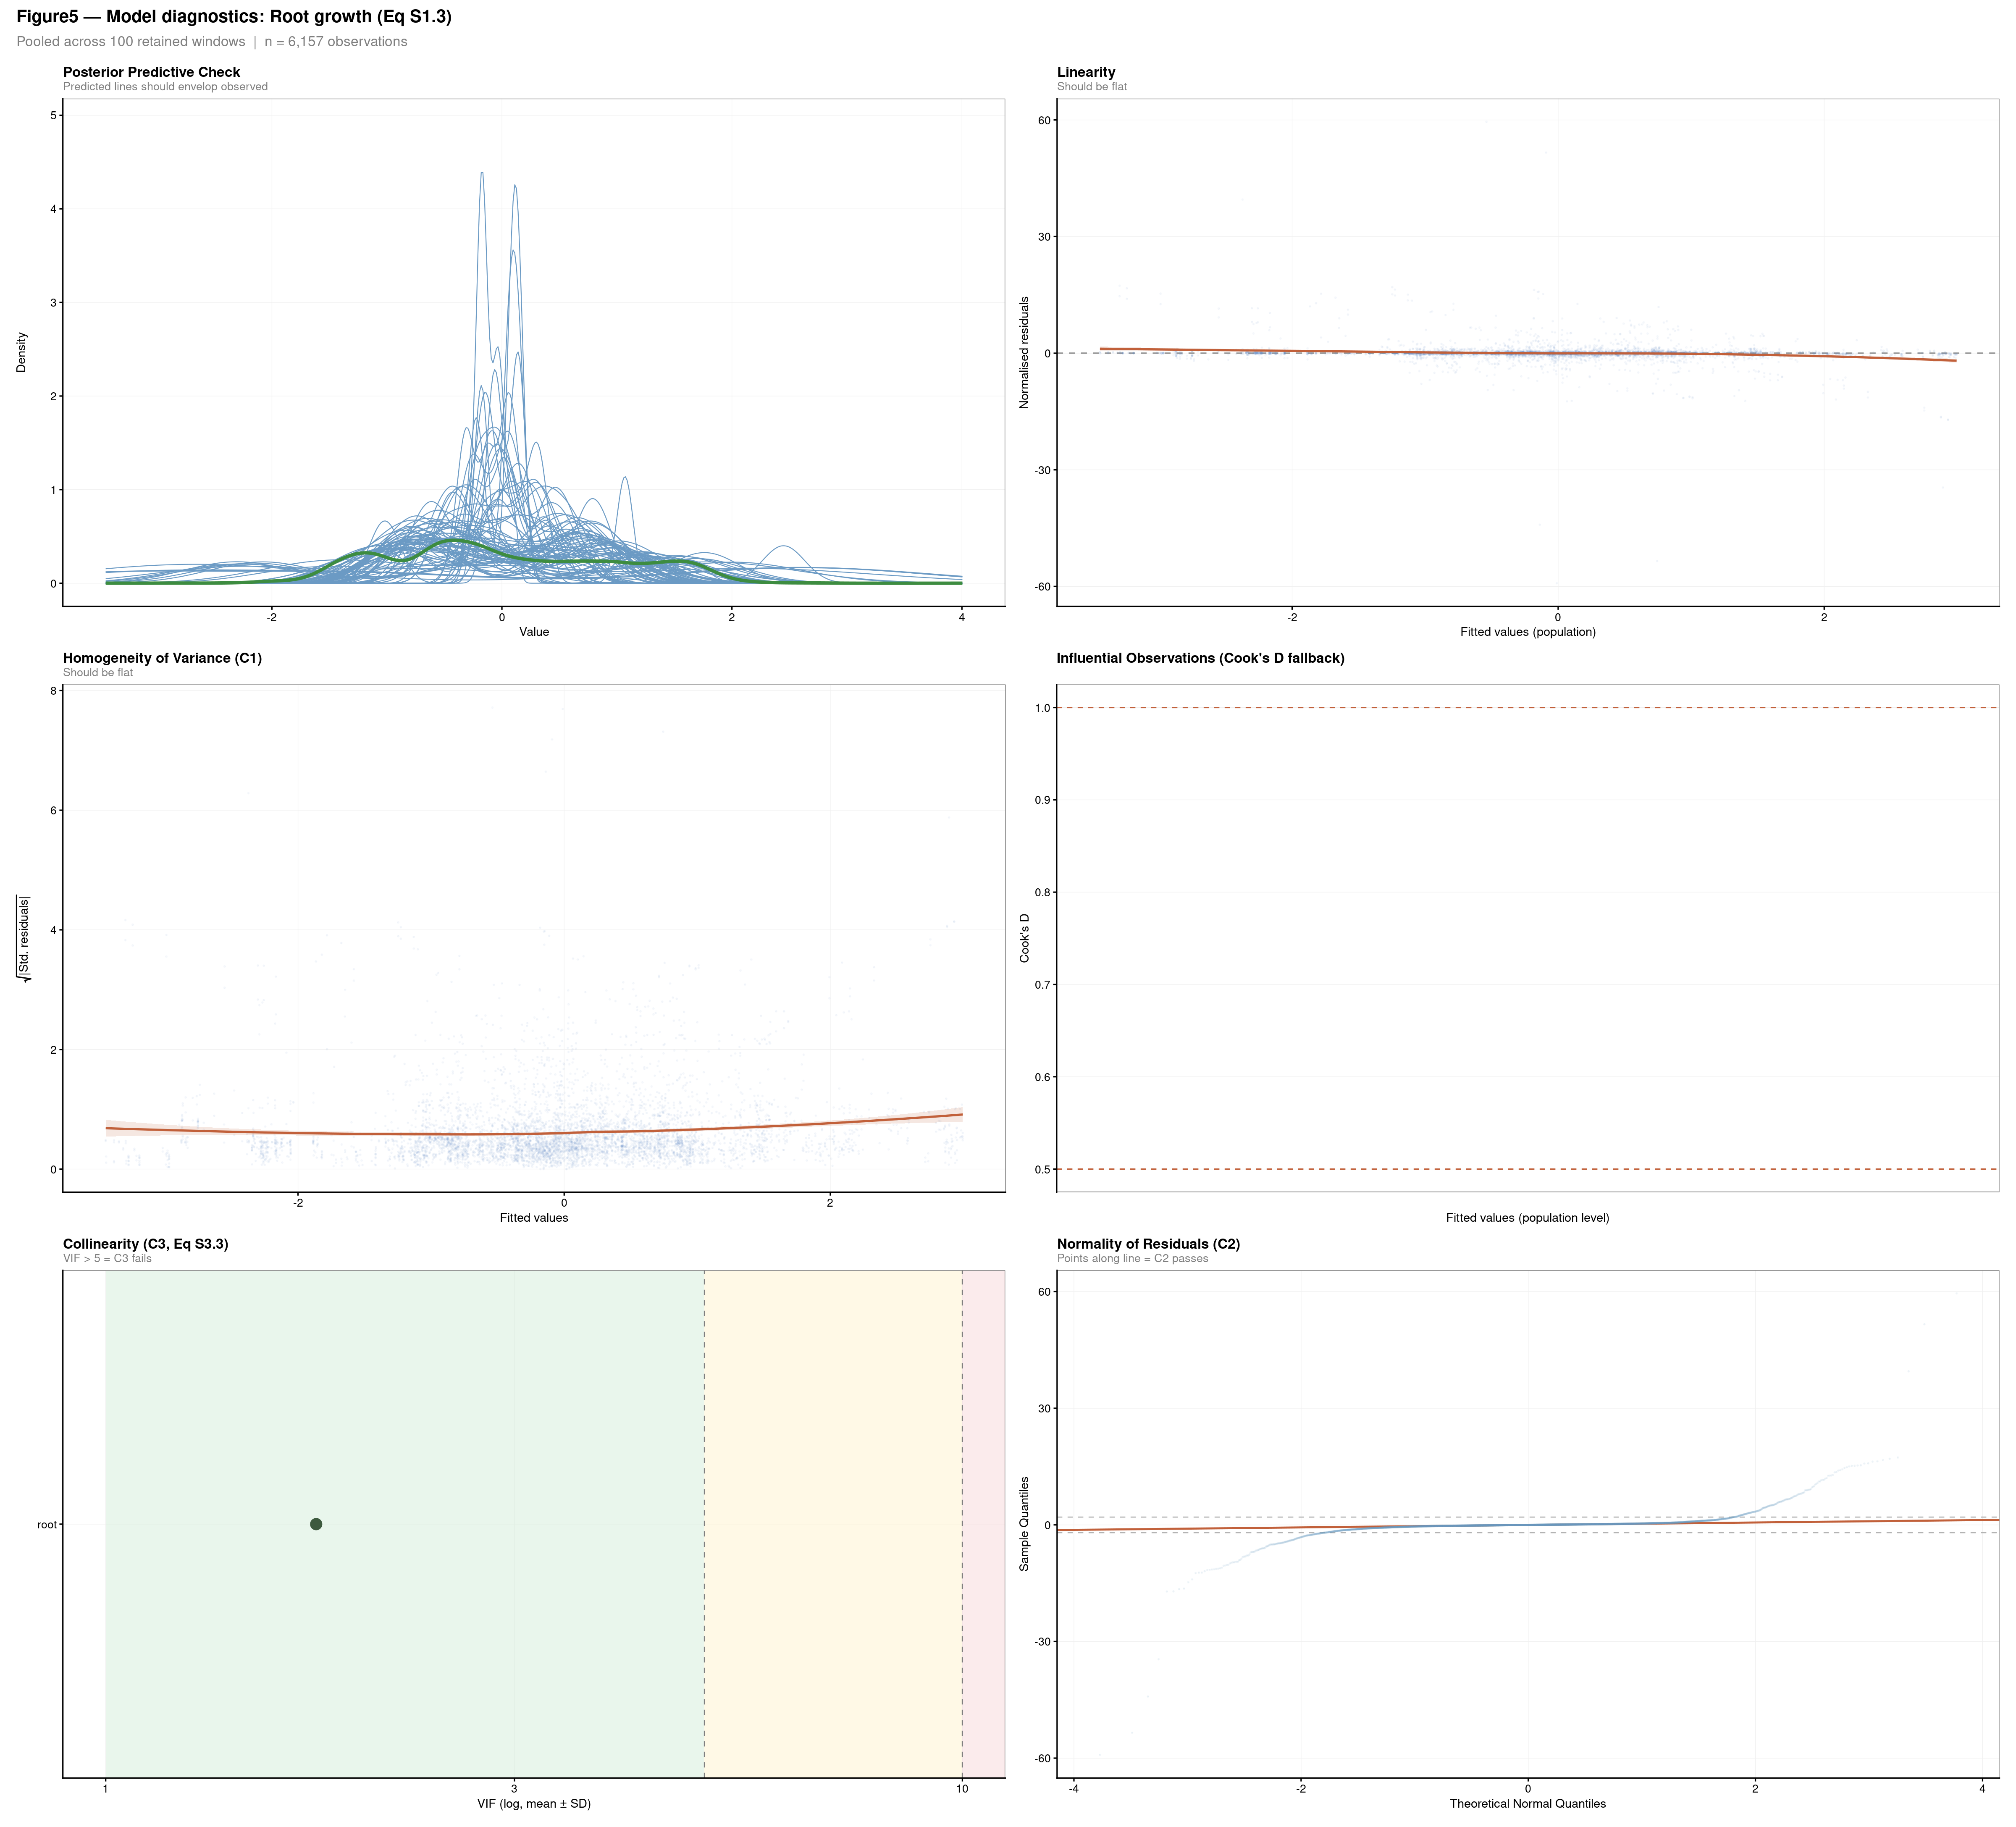 Figure5 — Model diagnostics: Root growth (Eq S1.3)
Pooled across 100 retained windows | n = 6,157 observations
Posterior Predictive Check
Predicted lines should envelop observed
5
4
3
2
1
0
Density
-2
0
2
4
Value
Linearity
Should be flat
60
30
0
-30
-60
Normalised residuals
-2
0
2
Fitted values (population)
Homogeneity of Variance (C1)
Should be flat
8
6
4
2
0
√|Std. residuals|
-2
0
2
Fitted values
Influential Observations (Cook's D fallback)
1.0
0.9
0.8
0.7
0.6
0.5
Cook's D
Fitted values (population level)
Collinearity (C3, Eq S3.3)
VIF > 5 = C3 fails
root
1
3
10
VIF (log, mean ± SD)
Normality of Residuals (C2)
Points along line = C2 passes
60
30
0
-30
-60
Sample Quantiles
-4
-2
0
2
4
Theoretical Normal Quantiles